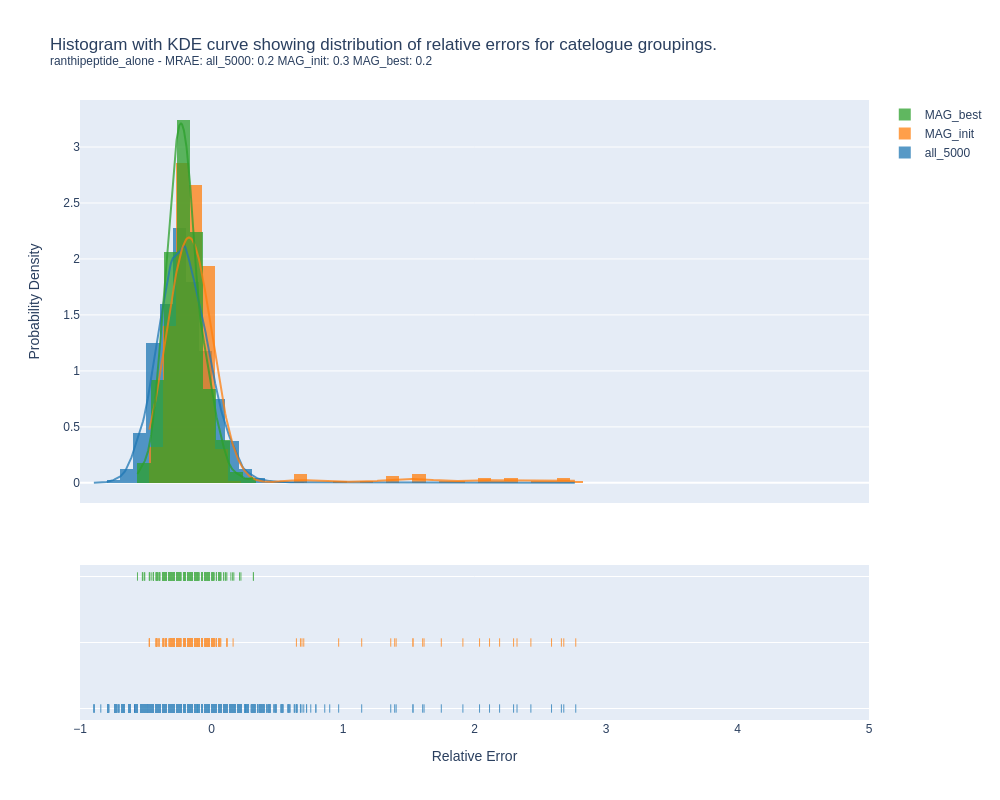 Histogram with KDE curve showing distribution of relative errors for catelogue groupings.
ranthipeptide_alone - MRAE: all_5000: 0.2 MAG_init: 0.3 MAG_best: 0.2
MAG_best
MAG_init
all_5000
Probability Density
3
2.5
2
1.5
1
0.5
0
−1
0
1
2
3
4
5
Relative Error